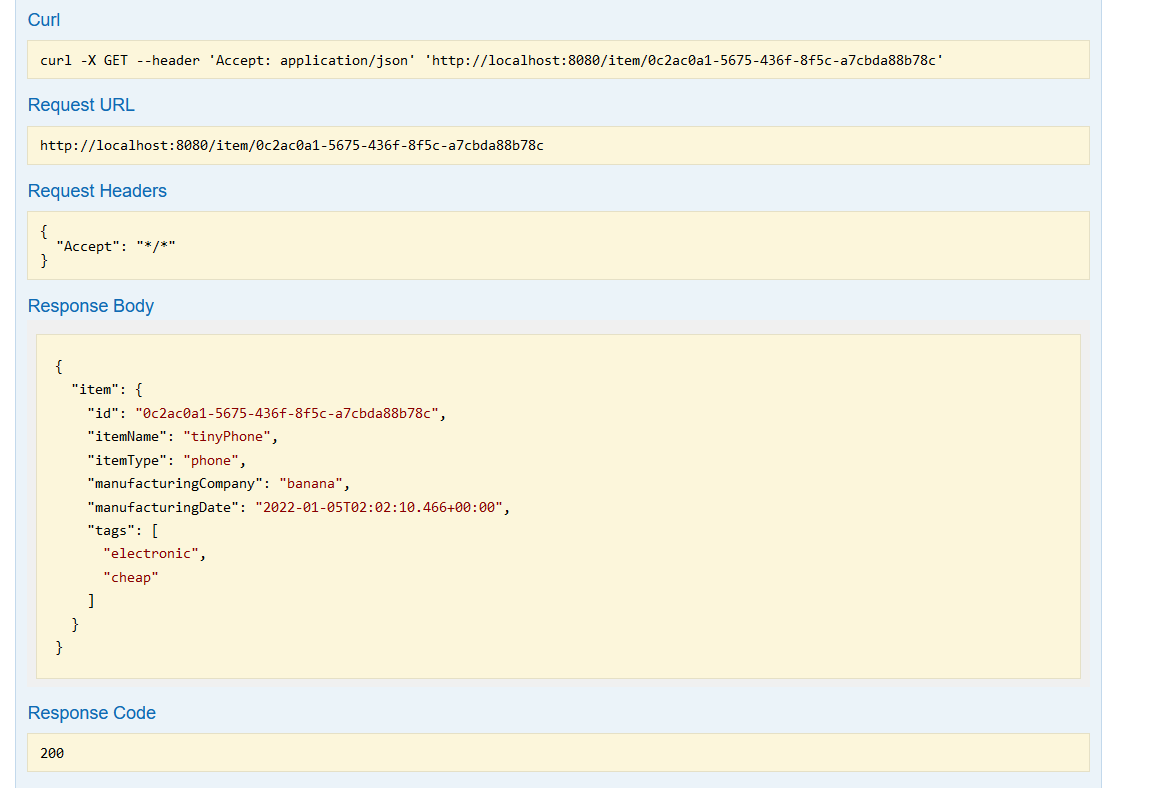 Curl
curl -X GET --header 'Accept: application/json' 'http://localhost:8080/item/0c2ac0a1-5675-436f-8f5c-a7cbda88b78c'
Request URL
http://localhost:8080/item/0c2ac0a1-5675-436f-8f5c-a7cbda88b78c
Request Headers
{
  "Accept": "*/*"
}
Response Body
{
  "item": {
    "id": "0c2ac0a1-5675-436f-8f5c-a7cbda88b78c",
    "itemName": "tinyPhone",
    "itemType": "phone",
    "manufacturingCompany": "banana",
    "manufacturingDate": "2022-01-05T02:02:10.466+00:00",
    "tags": [
      "electronic",
      "cheap"
    ]
  }
}
Response Code
200